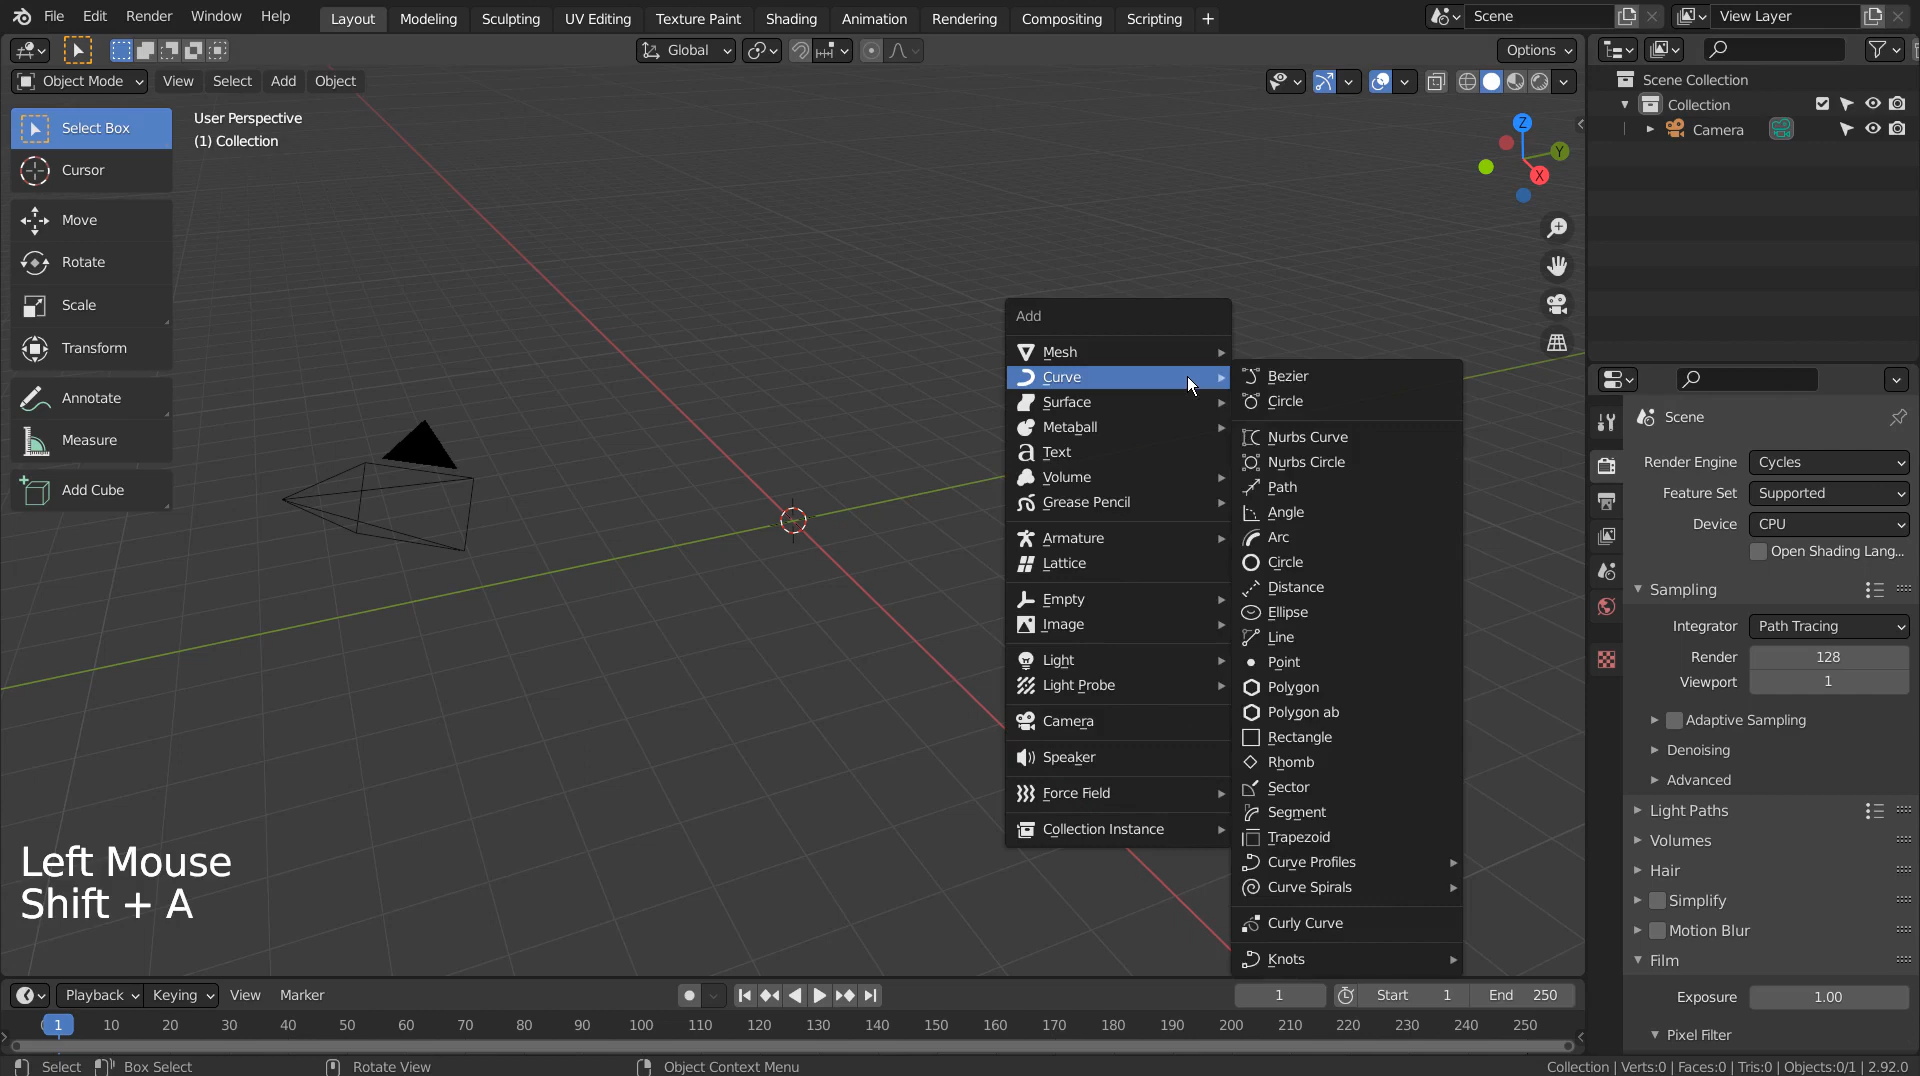 File Edit Render Window Help Layout Modeling Sculpting UV Editing Texture Paint Shading Animation Rendering Compositing Scripting + Scene View Layer
Global Options
Object Mode View Select Add Object
User Perspective
(1) Collection
Select Box
Cursor
Move
Rotate
Scale
Transform
Annotate
Measure
Add Cube
Z
Y
X
Add
Mesh
Curve
Surface
Metaball
Text
Volume
Grease Pencil
Armature
Lattice
Empty
Image
Light
Light Probe
Camera
Speaker
Force Field
Collection Instance
Bezier
Circle
Nurbs Curve
Nurbs Circle
Path
Angle
Arc
Circle
Distance
Ellipse
Line
Point
Polygon
Polygon ab
Rectangle
Rhomb
Sector
Segment
Trapezoid
Curve Profiles
Curve Spirals
Curly Curve
Knots
Scene Collection
Collection
Camera
Scene
Render Engine Cycles
Feature Set Supported
Device CPU
Open Shading Lang...
Sampling
Integrator Path Tracing
Render 128
Viewport 1
Adaptive Sampling
Denoising
Advanced
Light Paths
Volumes
Hair
Simplify
Motion Blur
Film
Exposure 1.00
Pixel Filter
Left Mouse
Shift + A
Playback Keying View Marker 1 Start 1 End 250
1 10 20 30 40 50 60 70 80 90 100 110 120 130 140 150 160 170 180 190 200 210 220 230 240 250
Select Box Select Rotate View Object Context Menu Collection | Verts:0 | Faces:0 | Tris:0 | Objects:0/1 | 2.92.0